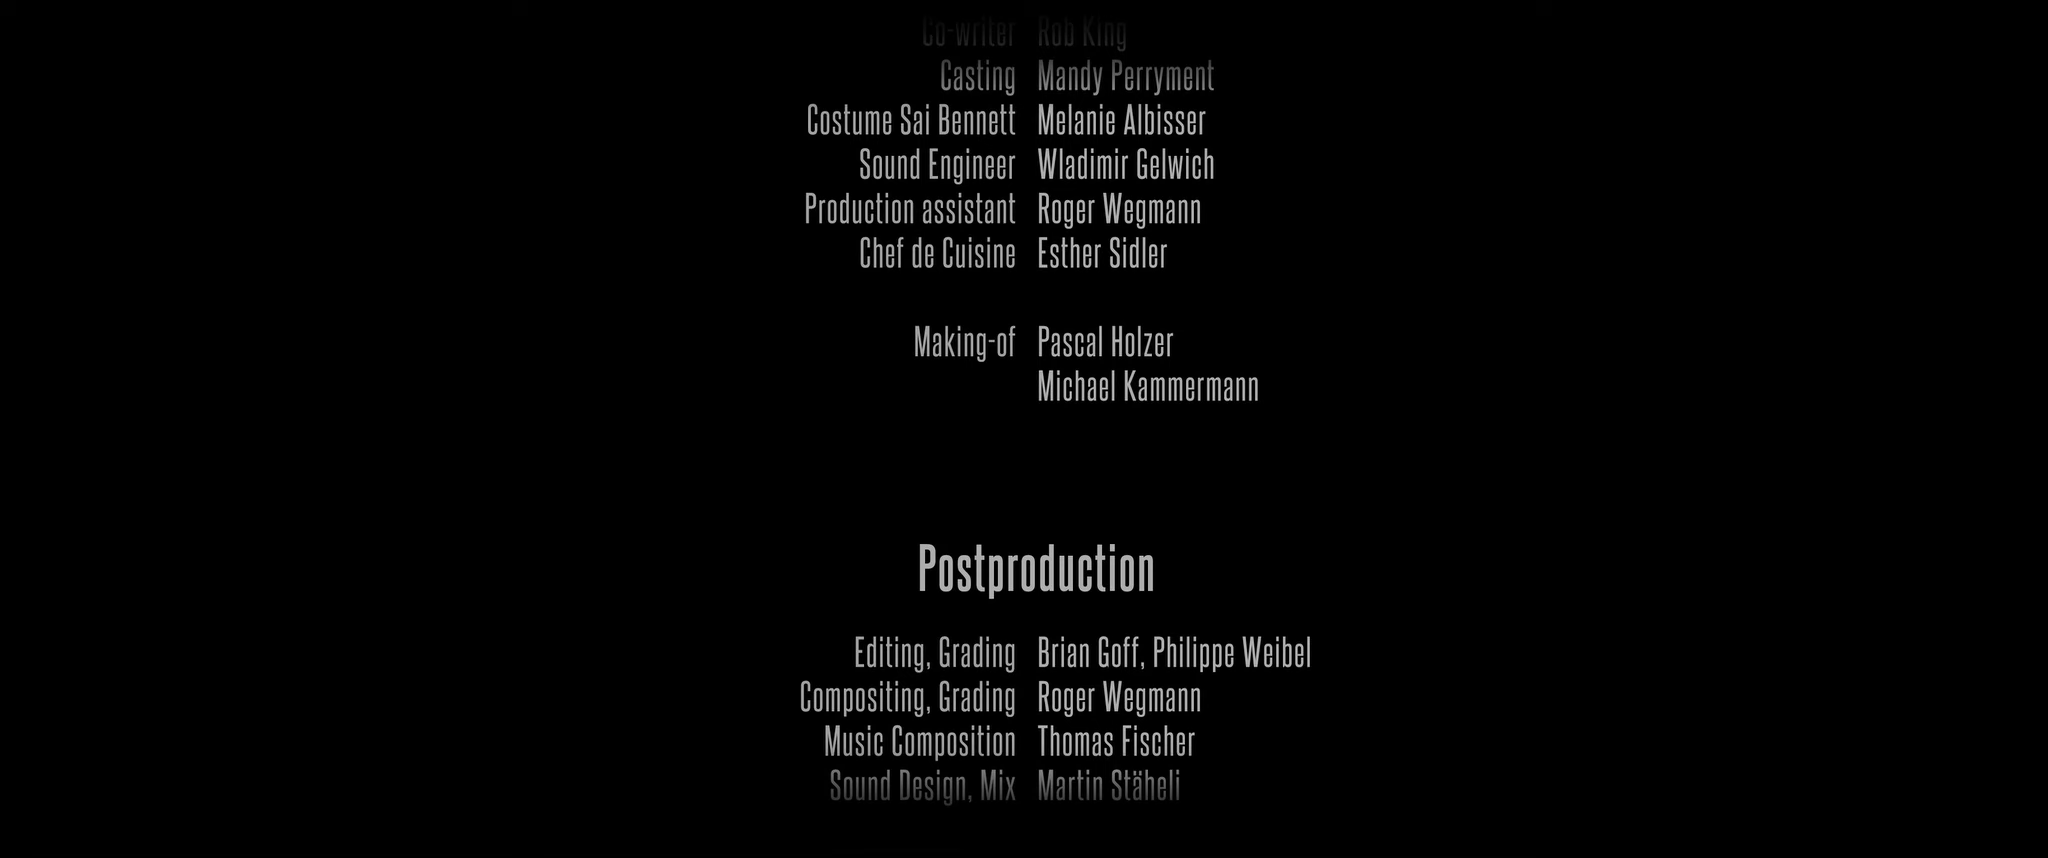 Co-writer Rob King
Casting Mandy Perryment
Costume Sai Bennett Melanie Albisser
Sound Engineer Wladimir Gelwich
Production assistant Roger Wegmann
Chef de Cuisine Esther Sidler
Making-of Pascal Holzer
Michael Kammermann
Postproduction
Editing, Grading Brian Goff, Philippe Weibel
Compositing, Grading Roger Wegmann
Music Composition Thomas Fischer
Sound Design, Mix Martin Stäheli